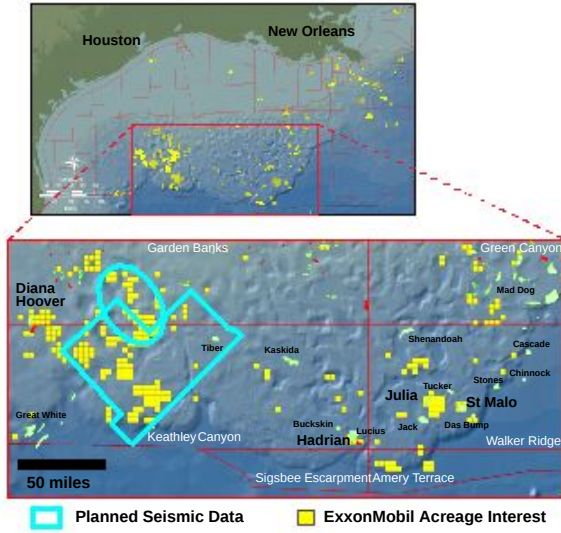 New Orleans
Houston
Garden Banks
Green Canyon
Diana
Hoover
Mad Dog
Shenandoah
Tiber
Kaskida
Cascade
Chinnock
Stones
Tucker
Julia
St Malo
Great White
Buckskin
Lucius
Jack
Das Bump
Hadrian
Keathley Canyon
Walker Ridge
Sigsbee Escarpment
Amery Terrace
50 miles
Planned Seismic Data
ExxonMobil Acreage Interest